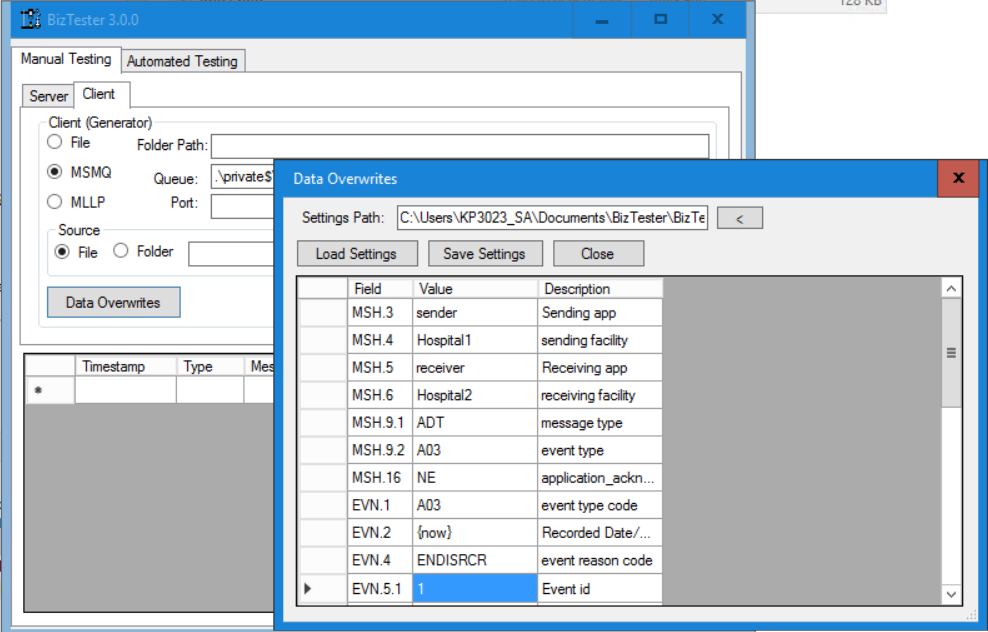 128 KB
BizTester 3.0.0
Manual Testing Automated Testing
Server Client
Client (Generator)
File Folder Path:
MSMQ Queue: .\private$\
MLLP Port:
Source
File Folder
Data Overwrites
Timestamp Type Mes
Data Overwrites
Settings Path: C:\Users\KP3023_SA\Documents\BizTester\BizTe <
Load Settings Save Settings Close
Field Value Description
MSH.3 sender Sending app
MSH.4 Hospital1 sending facility
MSH.5 receiver Receiving app
MSH.6 Hospital2 receiving facility
MSH.9.1 ADT message type
MSH.9.2 A03 event type
MSH.16 NE application_ackn...
EVN.1 A03 event type code
EVN.2 {now} Recorded Date/...
EVN.4 ENDISRCR event reason code
EVN.5.1 1 Event id